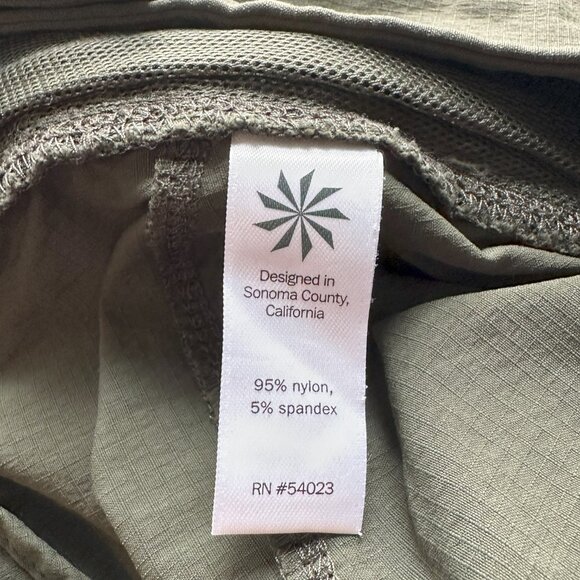 Designed in
Sonoma County,
California
95% nylon,
5% spandex
RN #54023